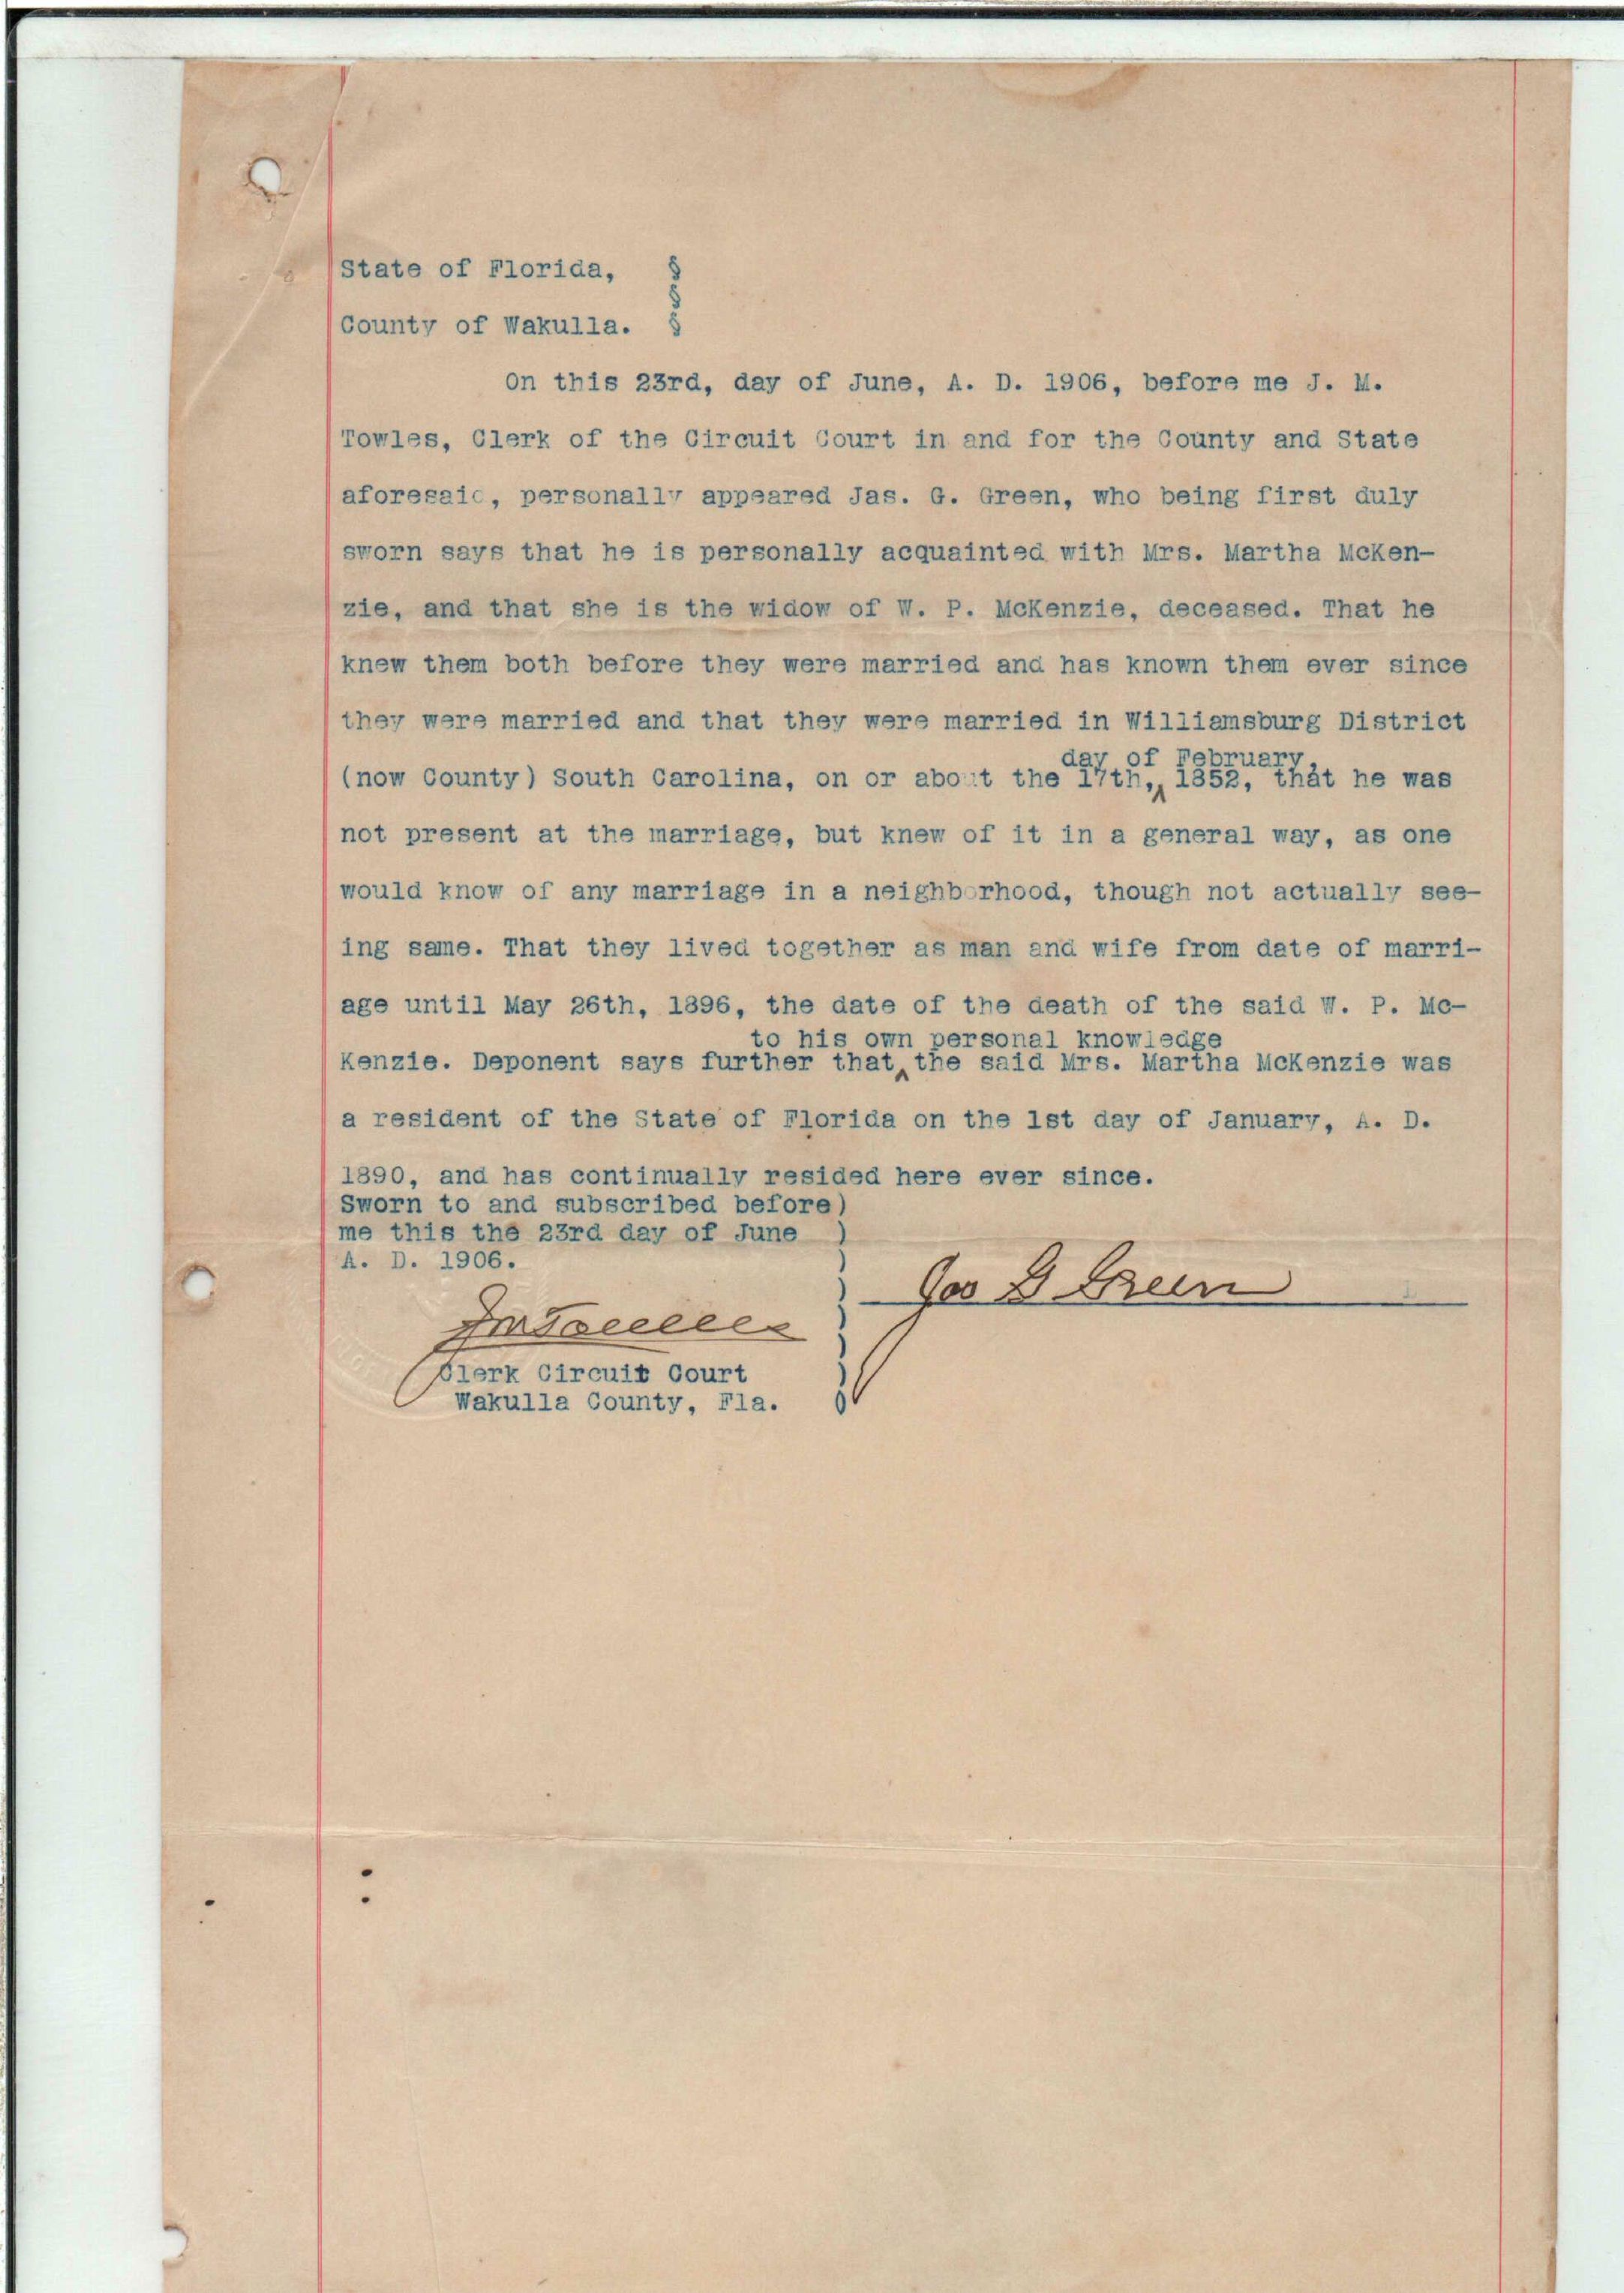 State of Florida, §
§
County of Wakulla. §
On this 23rd, day of June, A. D. 1906, before me J. M.
Towles, Clerk of the Circuit Court in and for the County and State
aforesaid, personally appeared Jas. G. Green, who being first duly
sworn says that he is personally acquainted with Mrs. Martha McKen-
zie, and that she is the widow of W. P. McKenzie, deceased. That he
knew them both before they were married and has known them ever since
they were married and that they were married in Williamsburg District
day of February,
(now County) South Carolina, on or about the 17th,^ 1852, that he was
not present at the marriage, but knew of it in a general way, as one
would know of any marriage in a neighborhood, though not actually see-
ing same. That they lived together as man and wife from date of marri-
age until May 26th, 1896, the date of the death of the said W. P. Mc-
to his own personal knowledge
Kenzie. Deponent says further that^the said Mrs. Martha McKenzie was
a resident of the State of Florida on the 1st day of January, A. D.
1890, and has continually resided here ever since.
Sworn to and subscribed before)
me this the 23rd day of June )
A. D. 1906. )
Jas G Green
JM Towles
Clerk Circuit Court
Wakulla County, Fla.